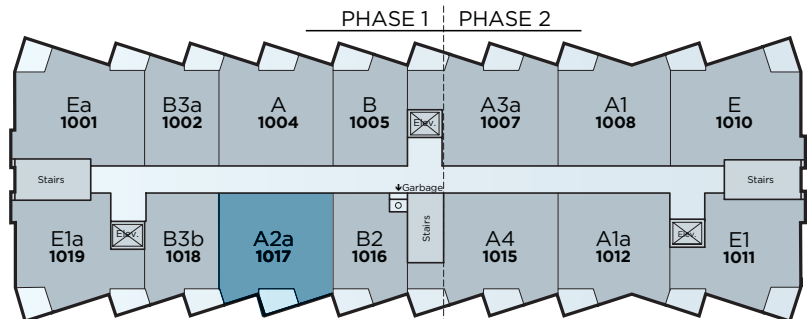 PHASE 1 PHASE 2
Ea
1001
B3a
1002
A
1004
B
1005
Elev.
A3a
1007
A1
1008
E
1010
Stairs
Stairs
Garbage
E1a
1019
Elev.
B3b
1018
A2a
1017
B2
1016
Stairs
A4
1015
A1a
1012
Elev.
E1
1011